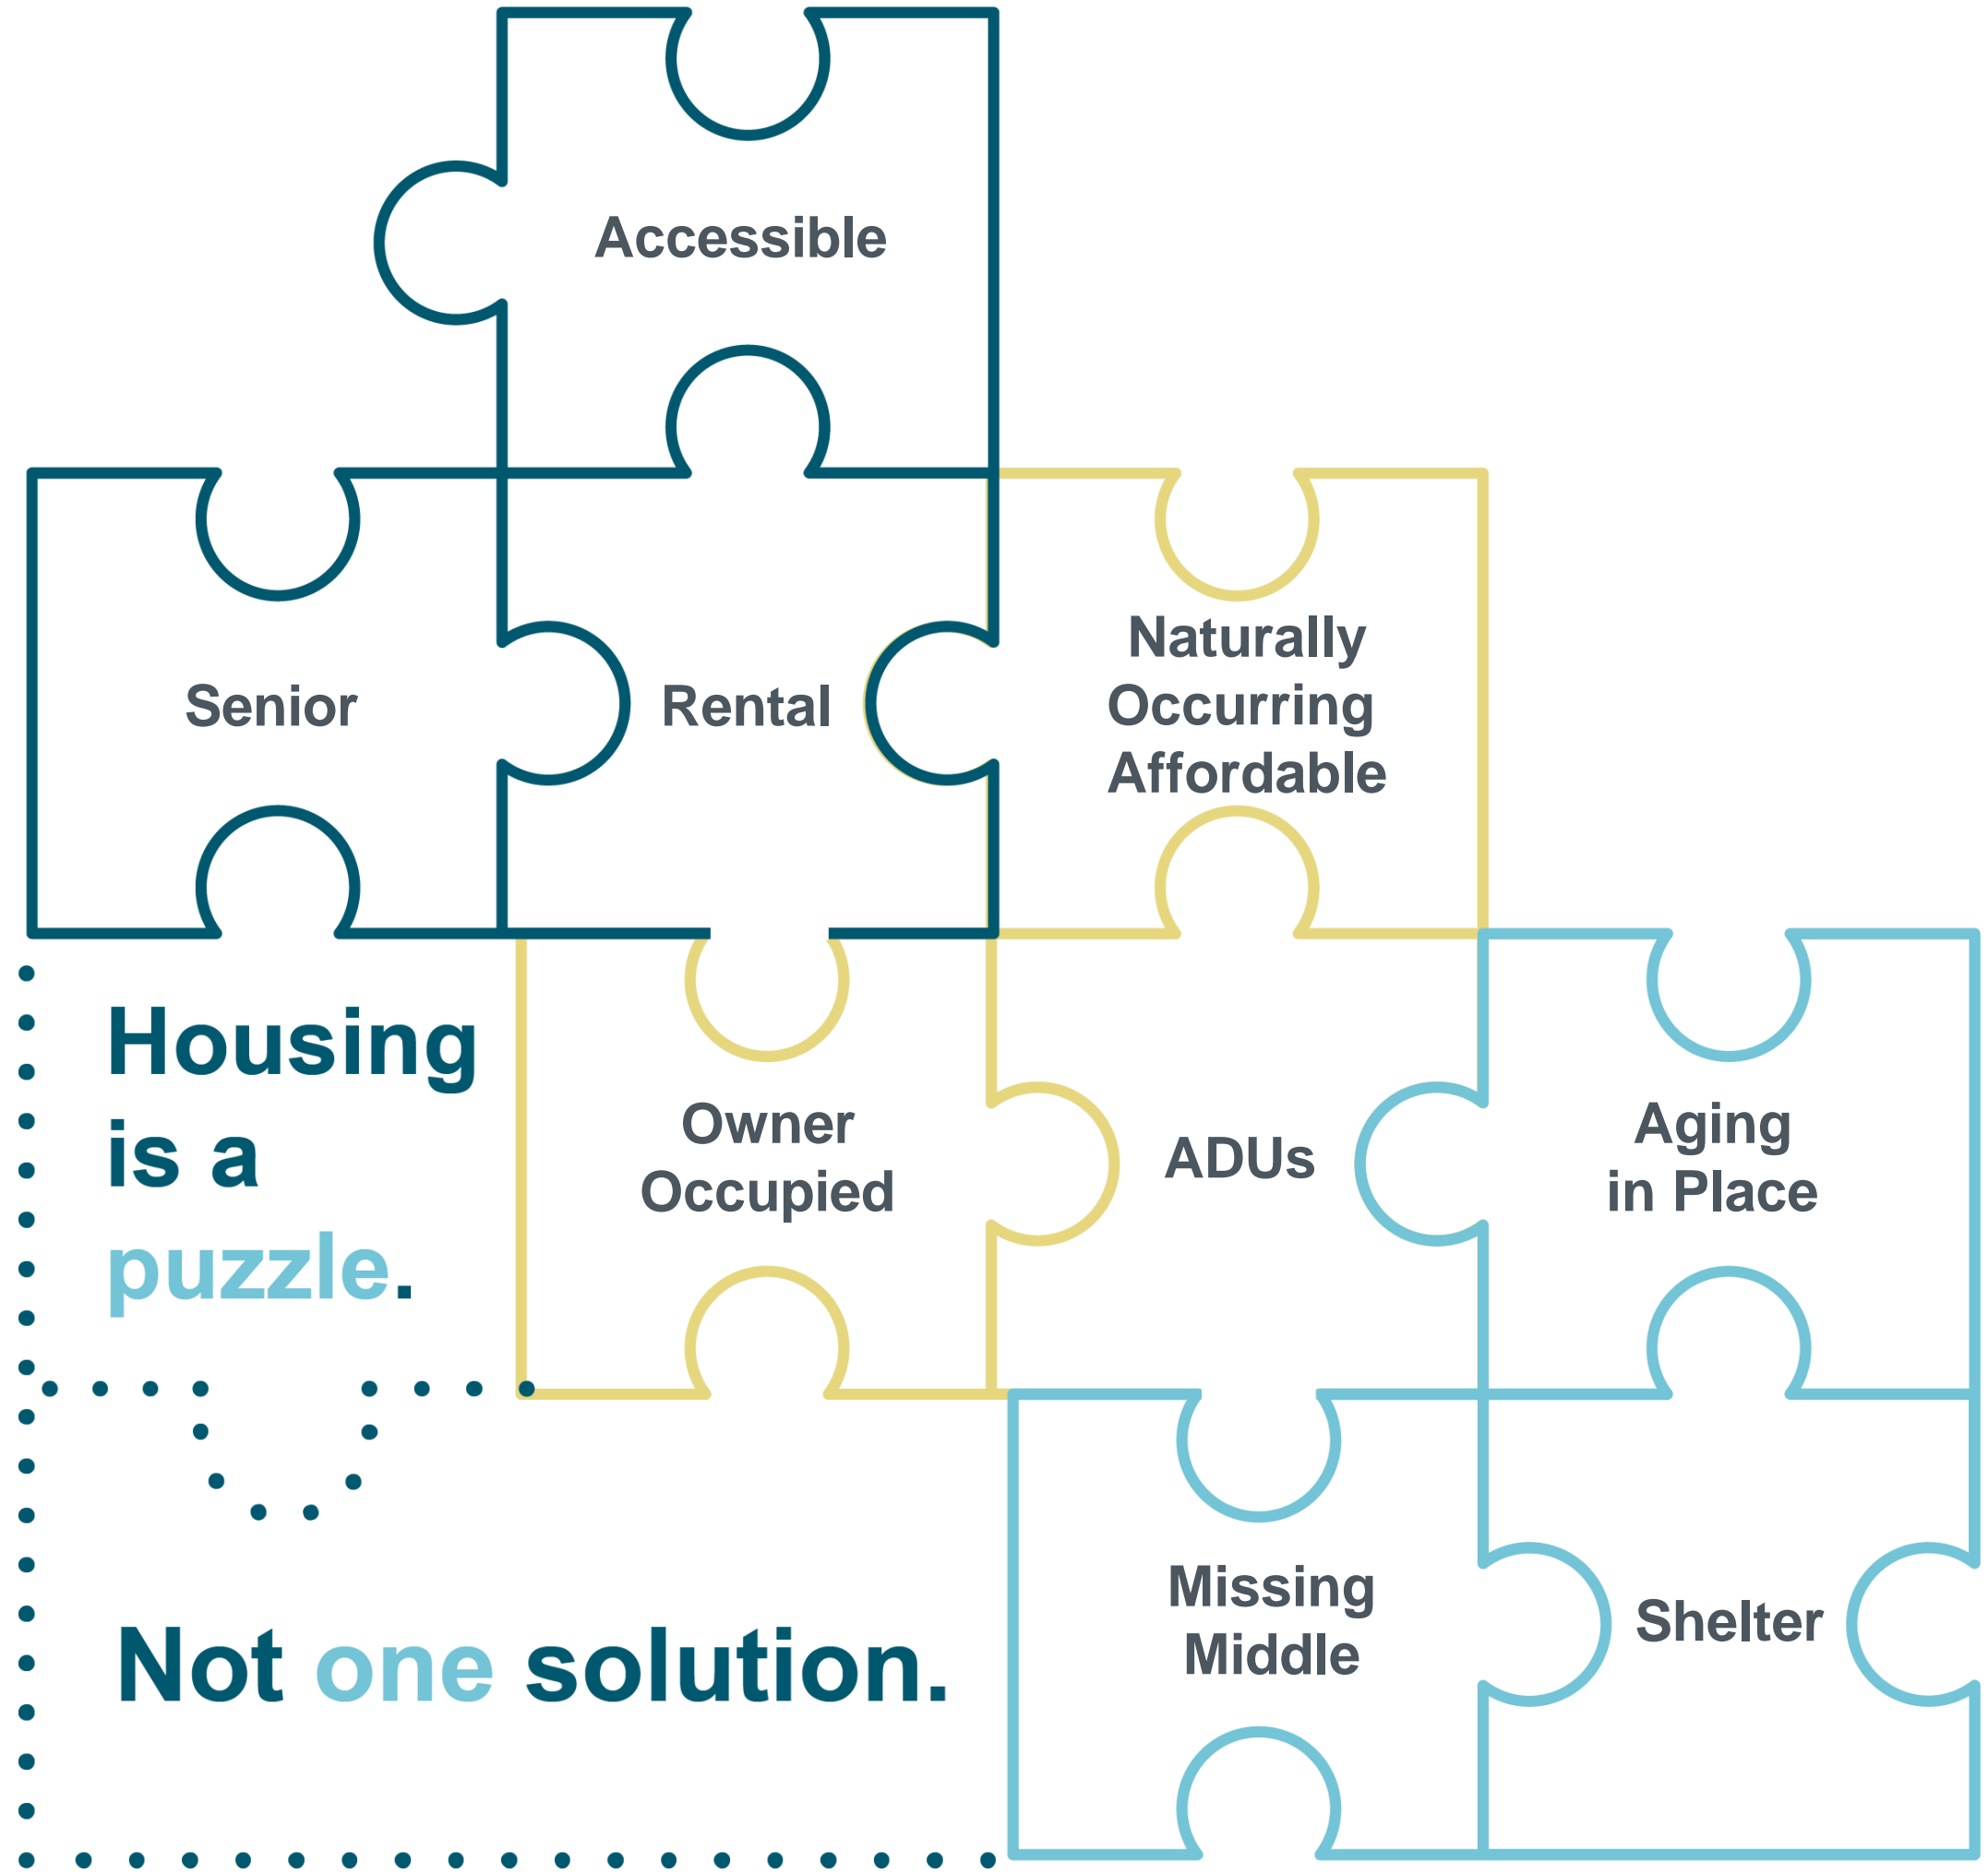 Accessible
Senior
Rental
Naturally
Occurring
Affordable
Housing
is a
puzzle.
Owner
Occupied
ADUs
Aging
in Place
Not one solution.
Missing
Middle
Shelter